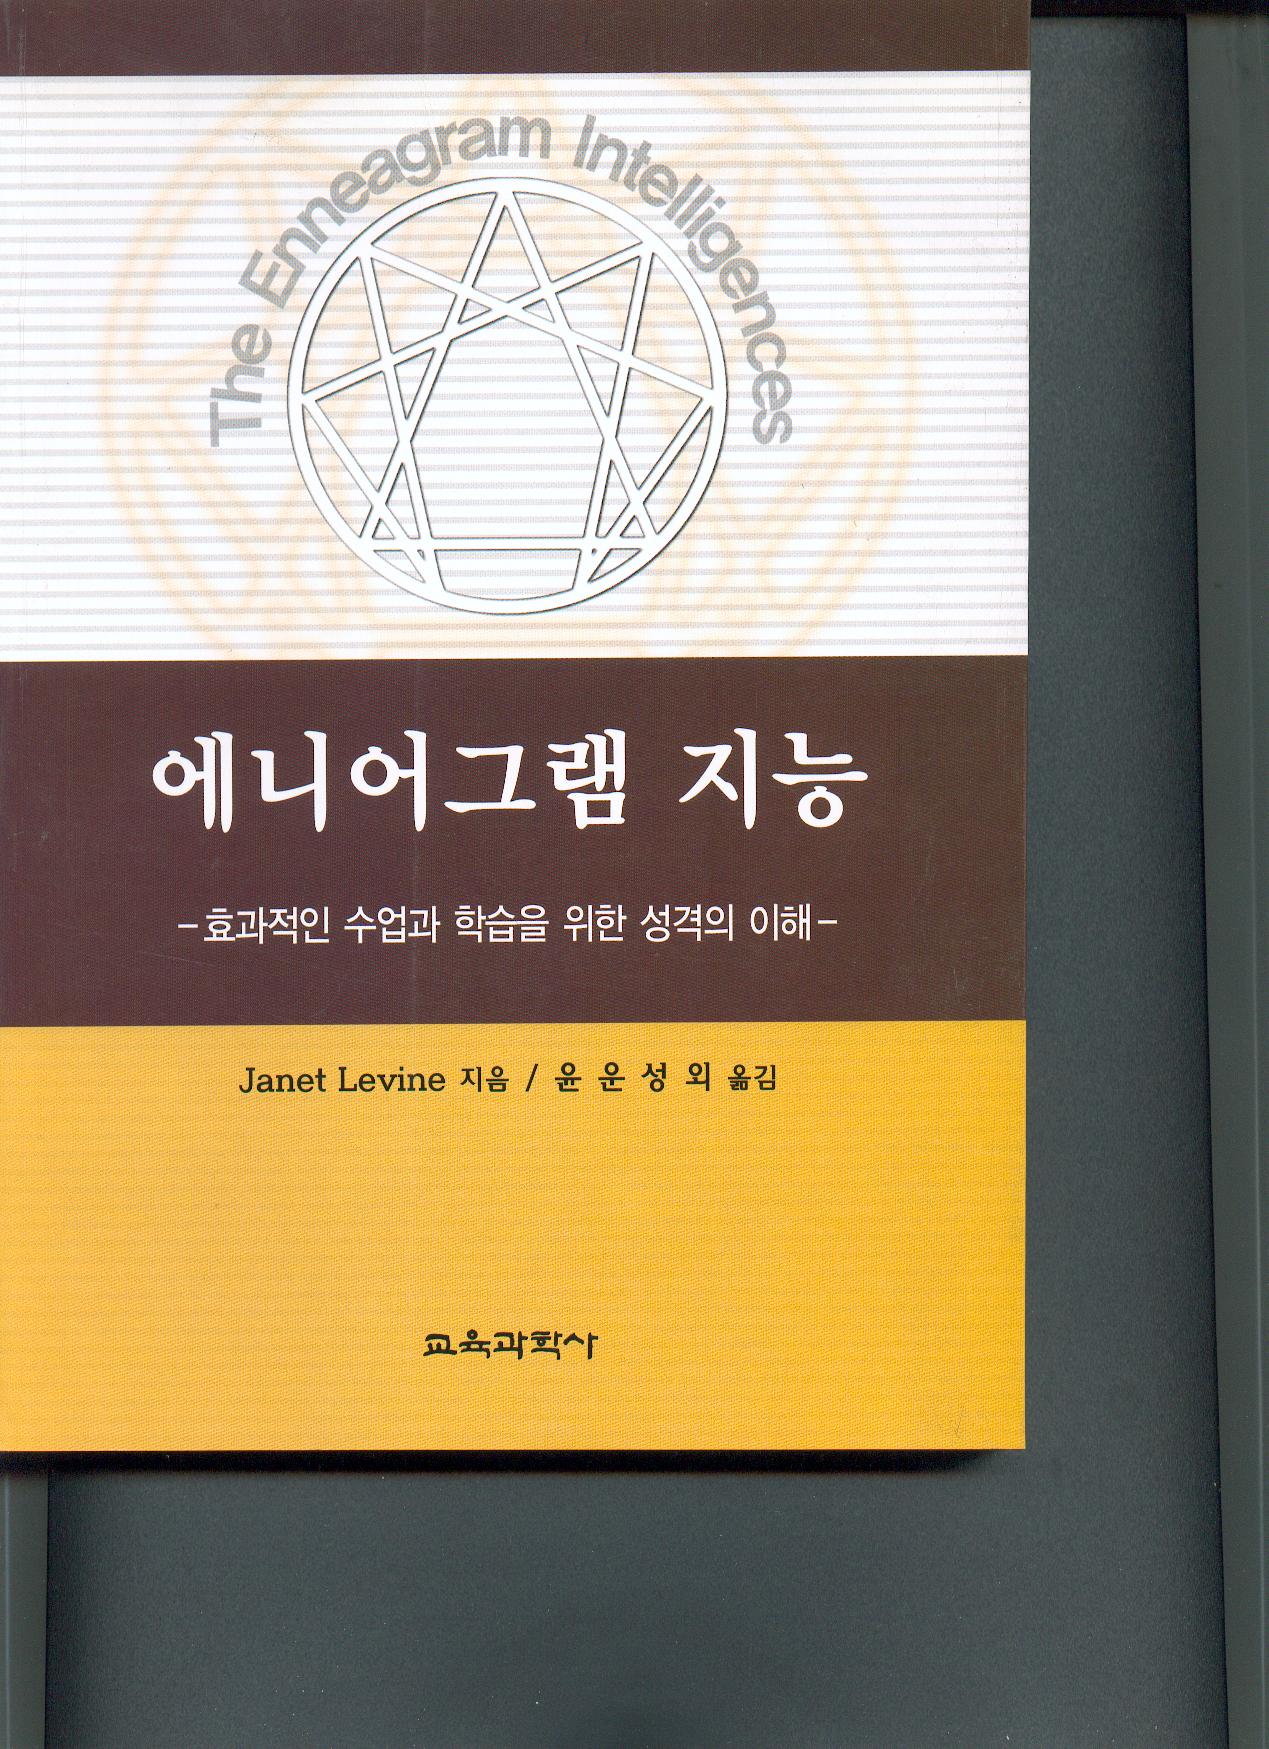 The Enneagram Intelligences
에니어그램 지능
-효과적인 수업과 학습을 위한 성격의 이해-
Janet Levine 지음 / 윤 운 성 외 옮김
교육과학사